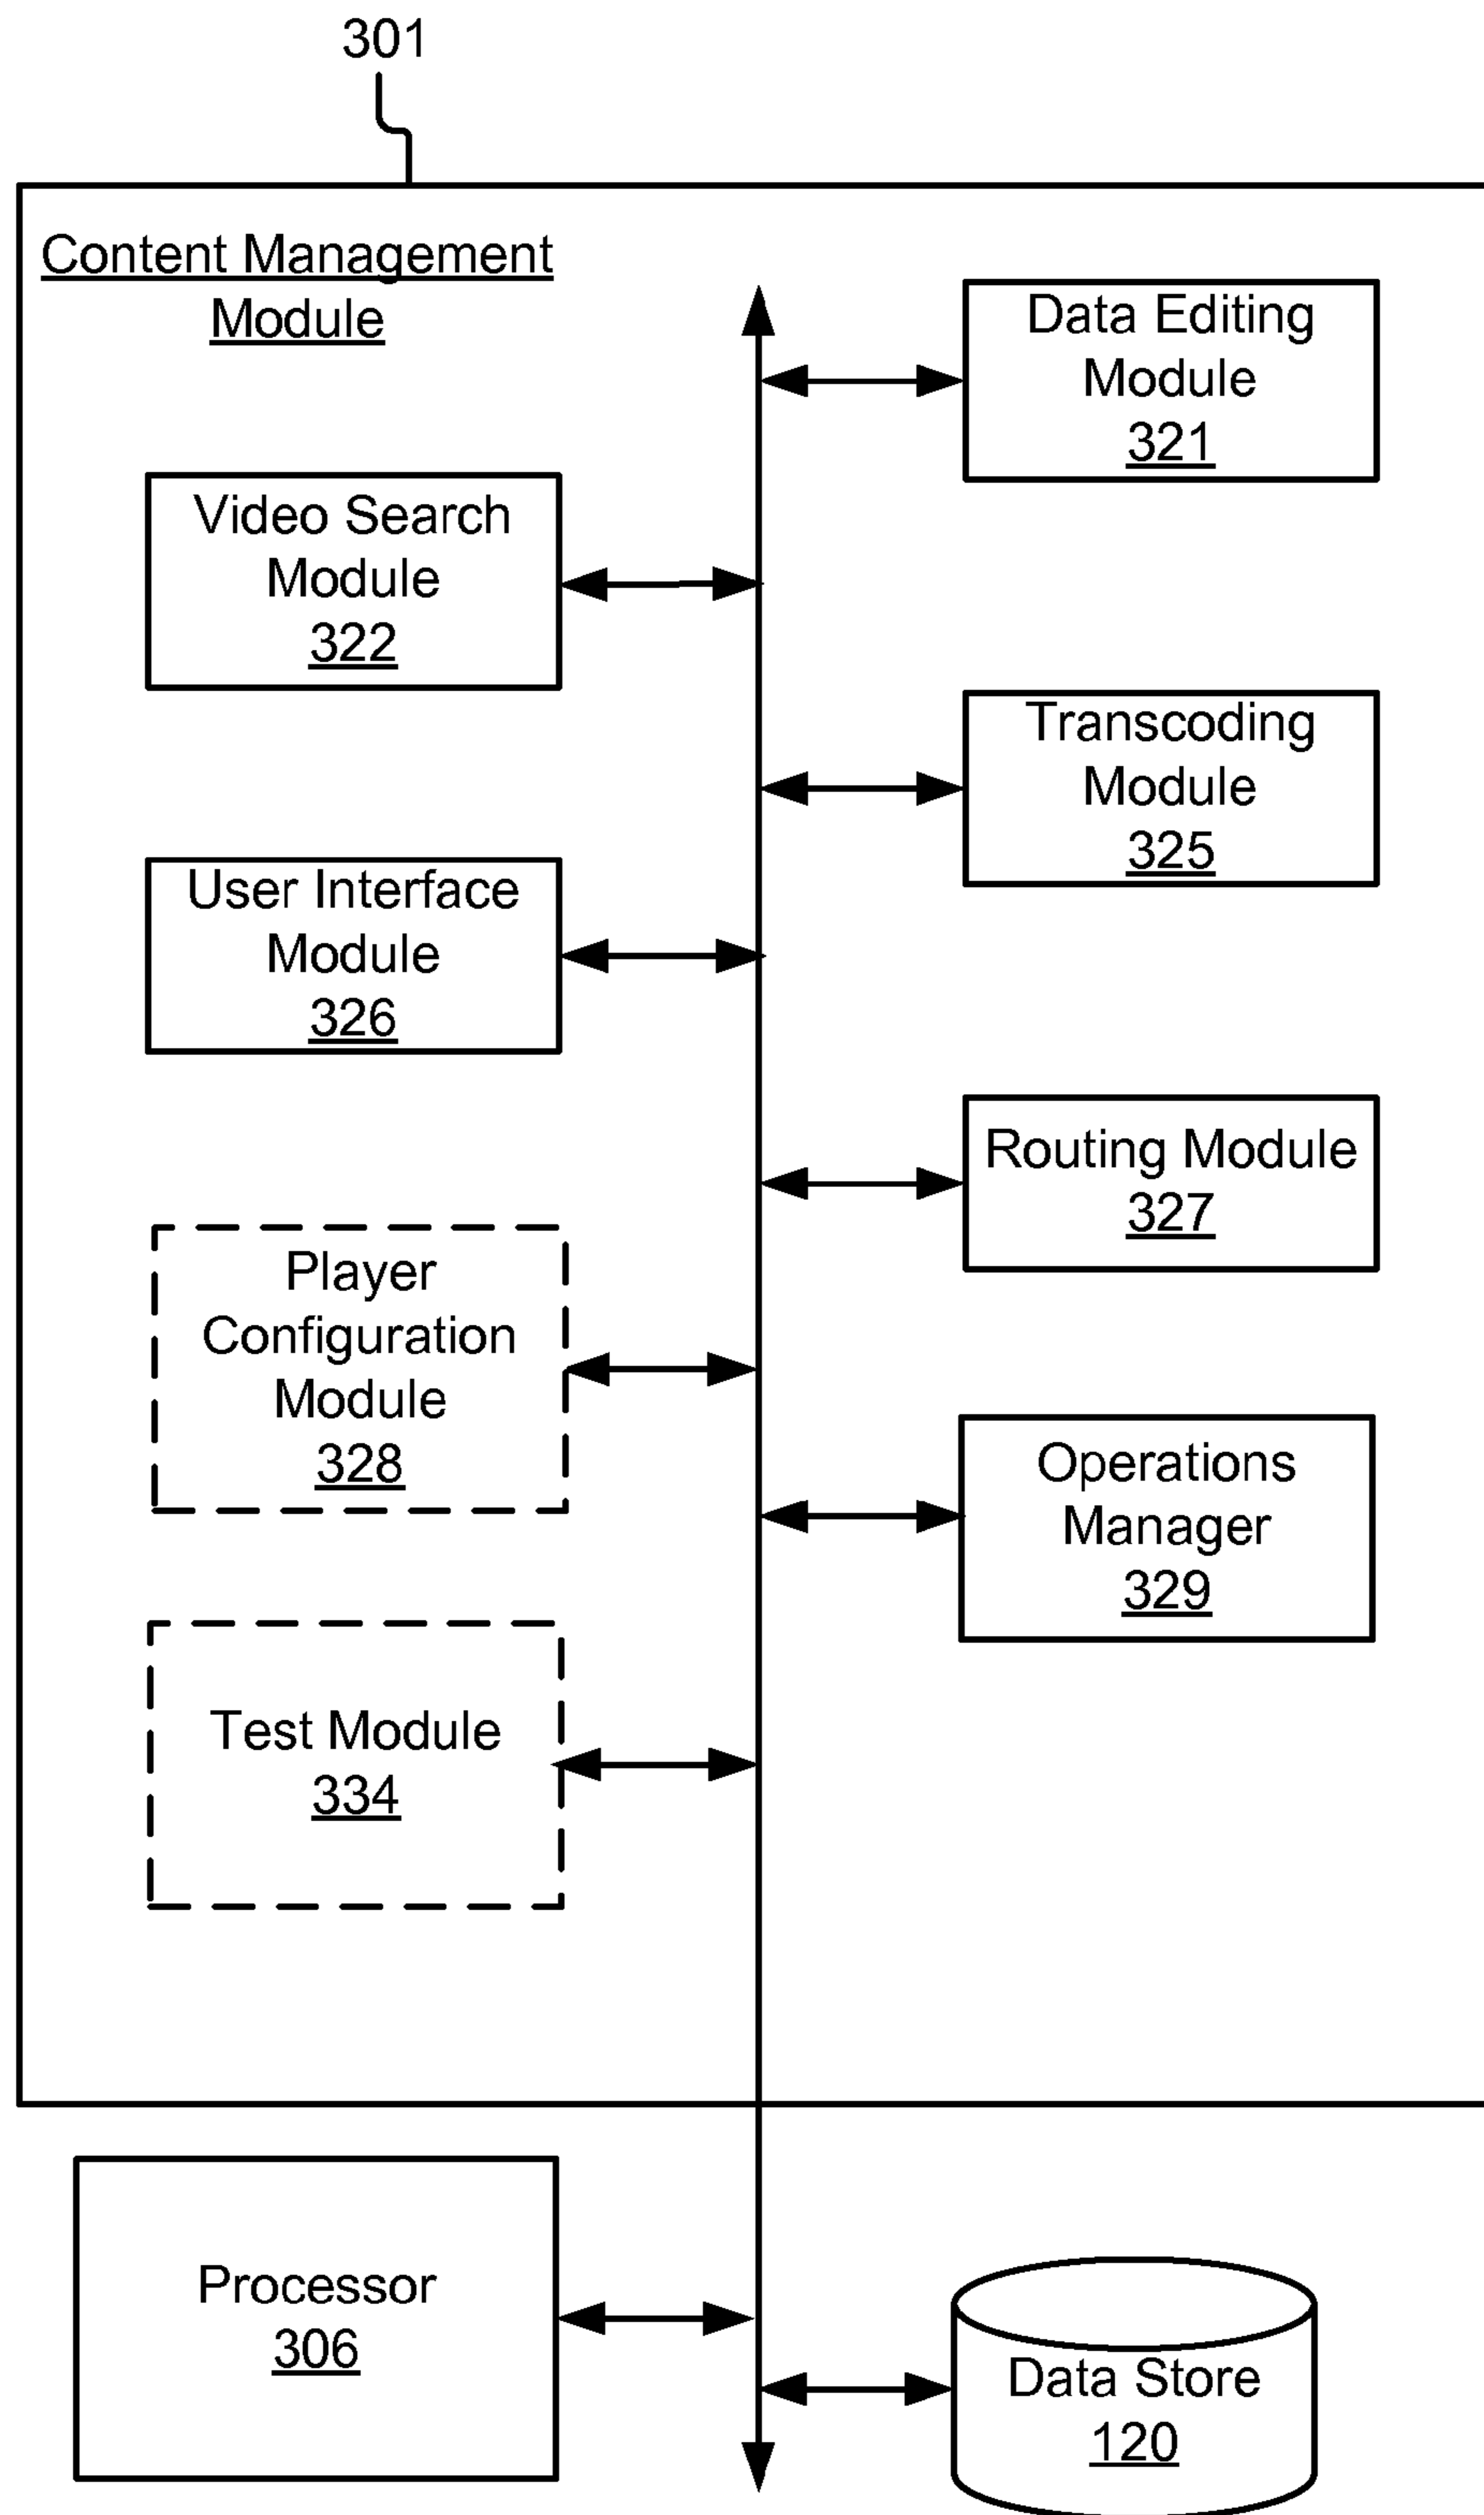 301
Content Management
Module
Data Editing
Module
321
Video Search
Module
322
Transcoding
Module
325
User Interface
Module
326
Routing Module
327
Player
Configuration
Module
328
Operations
Manager
329
Test Module
334
Processor
306
Data Store
120